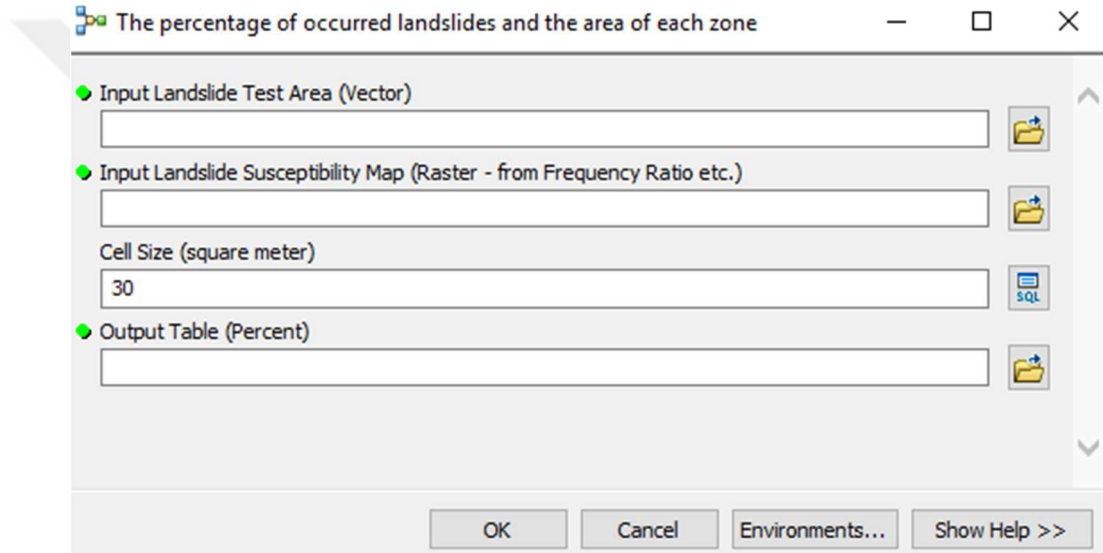 The percentage of occurred landslides and the area of each zone
Input Landslide Test Area (Vector)
Input Landslide Susceptibility Map (Raster - from Frequency Ratio etc.)
Cell Size (square meter)
30
SQL
Output Table (Percent)
OK Cancel Environments... Show Help >>